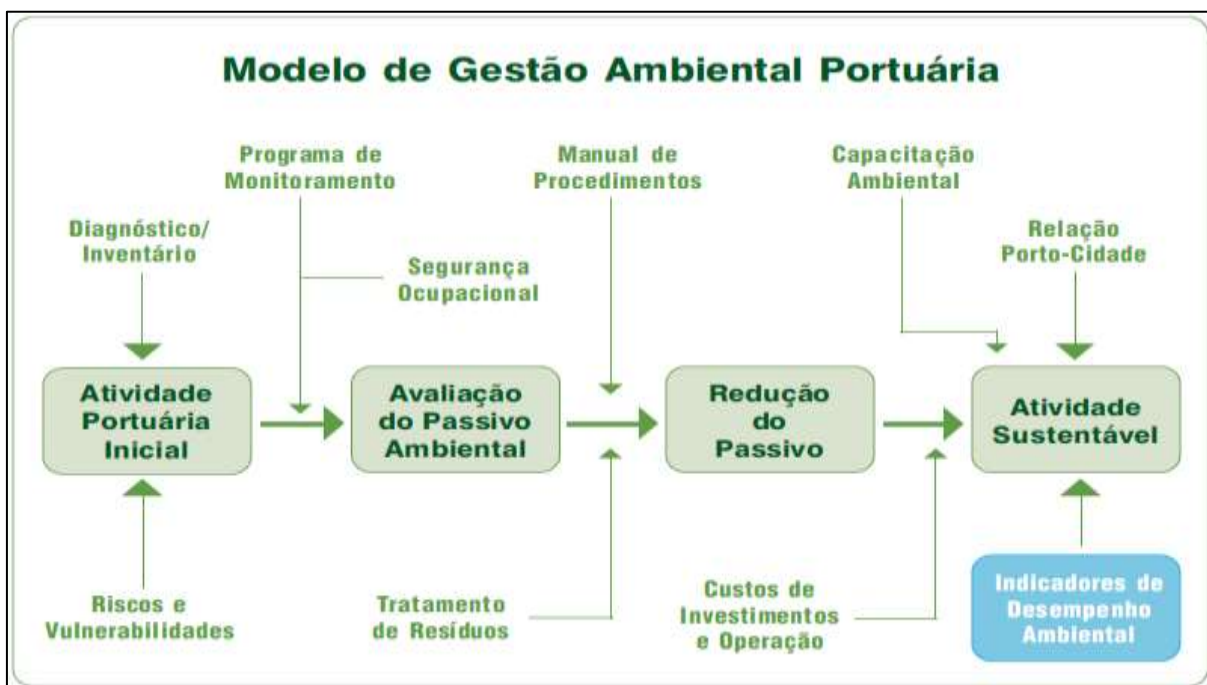 Modelo de Gestão Ambiental Portuária
Programa de
Monitoramento
Manual de
Procedimentos
Capacitação
Ambiental
Diagnóstico/
Inventário
Segurança
Ocupacional
Relação
Porto-Cidade
Atividade
Portuária
Inicial
Avaliação
do Passivo
Ambiental
Redução
do
Passivo
Atividade
Sustentável
Riscos e
Vulnerabilidades
Tratamento
de Resíduos
Custos de
Investimentos
e Operação
Indicadores de
Desempenho
Ambiental